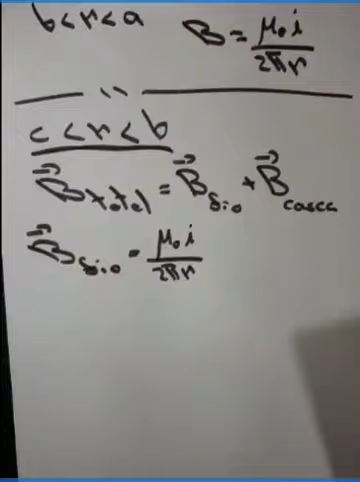 b<r<a B = μ₀i/2πr
"
c<r<b
B⃗total = B⃗fio + B⃗casca
B⃗fio = μ₀i/2πr